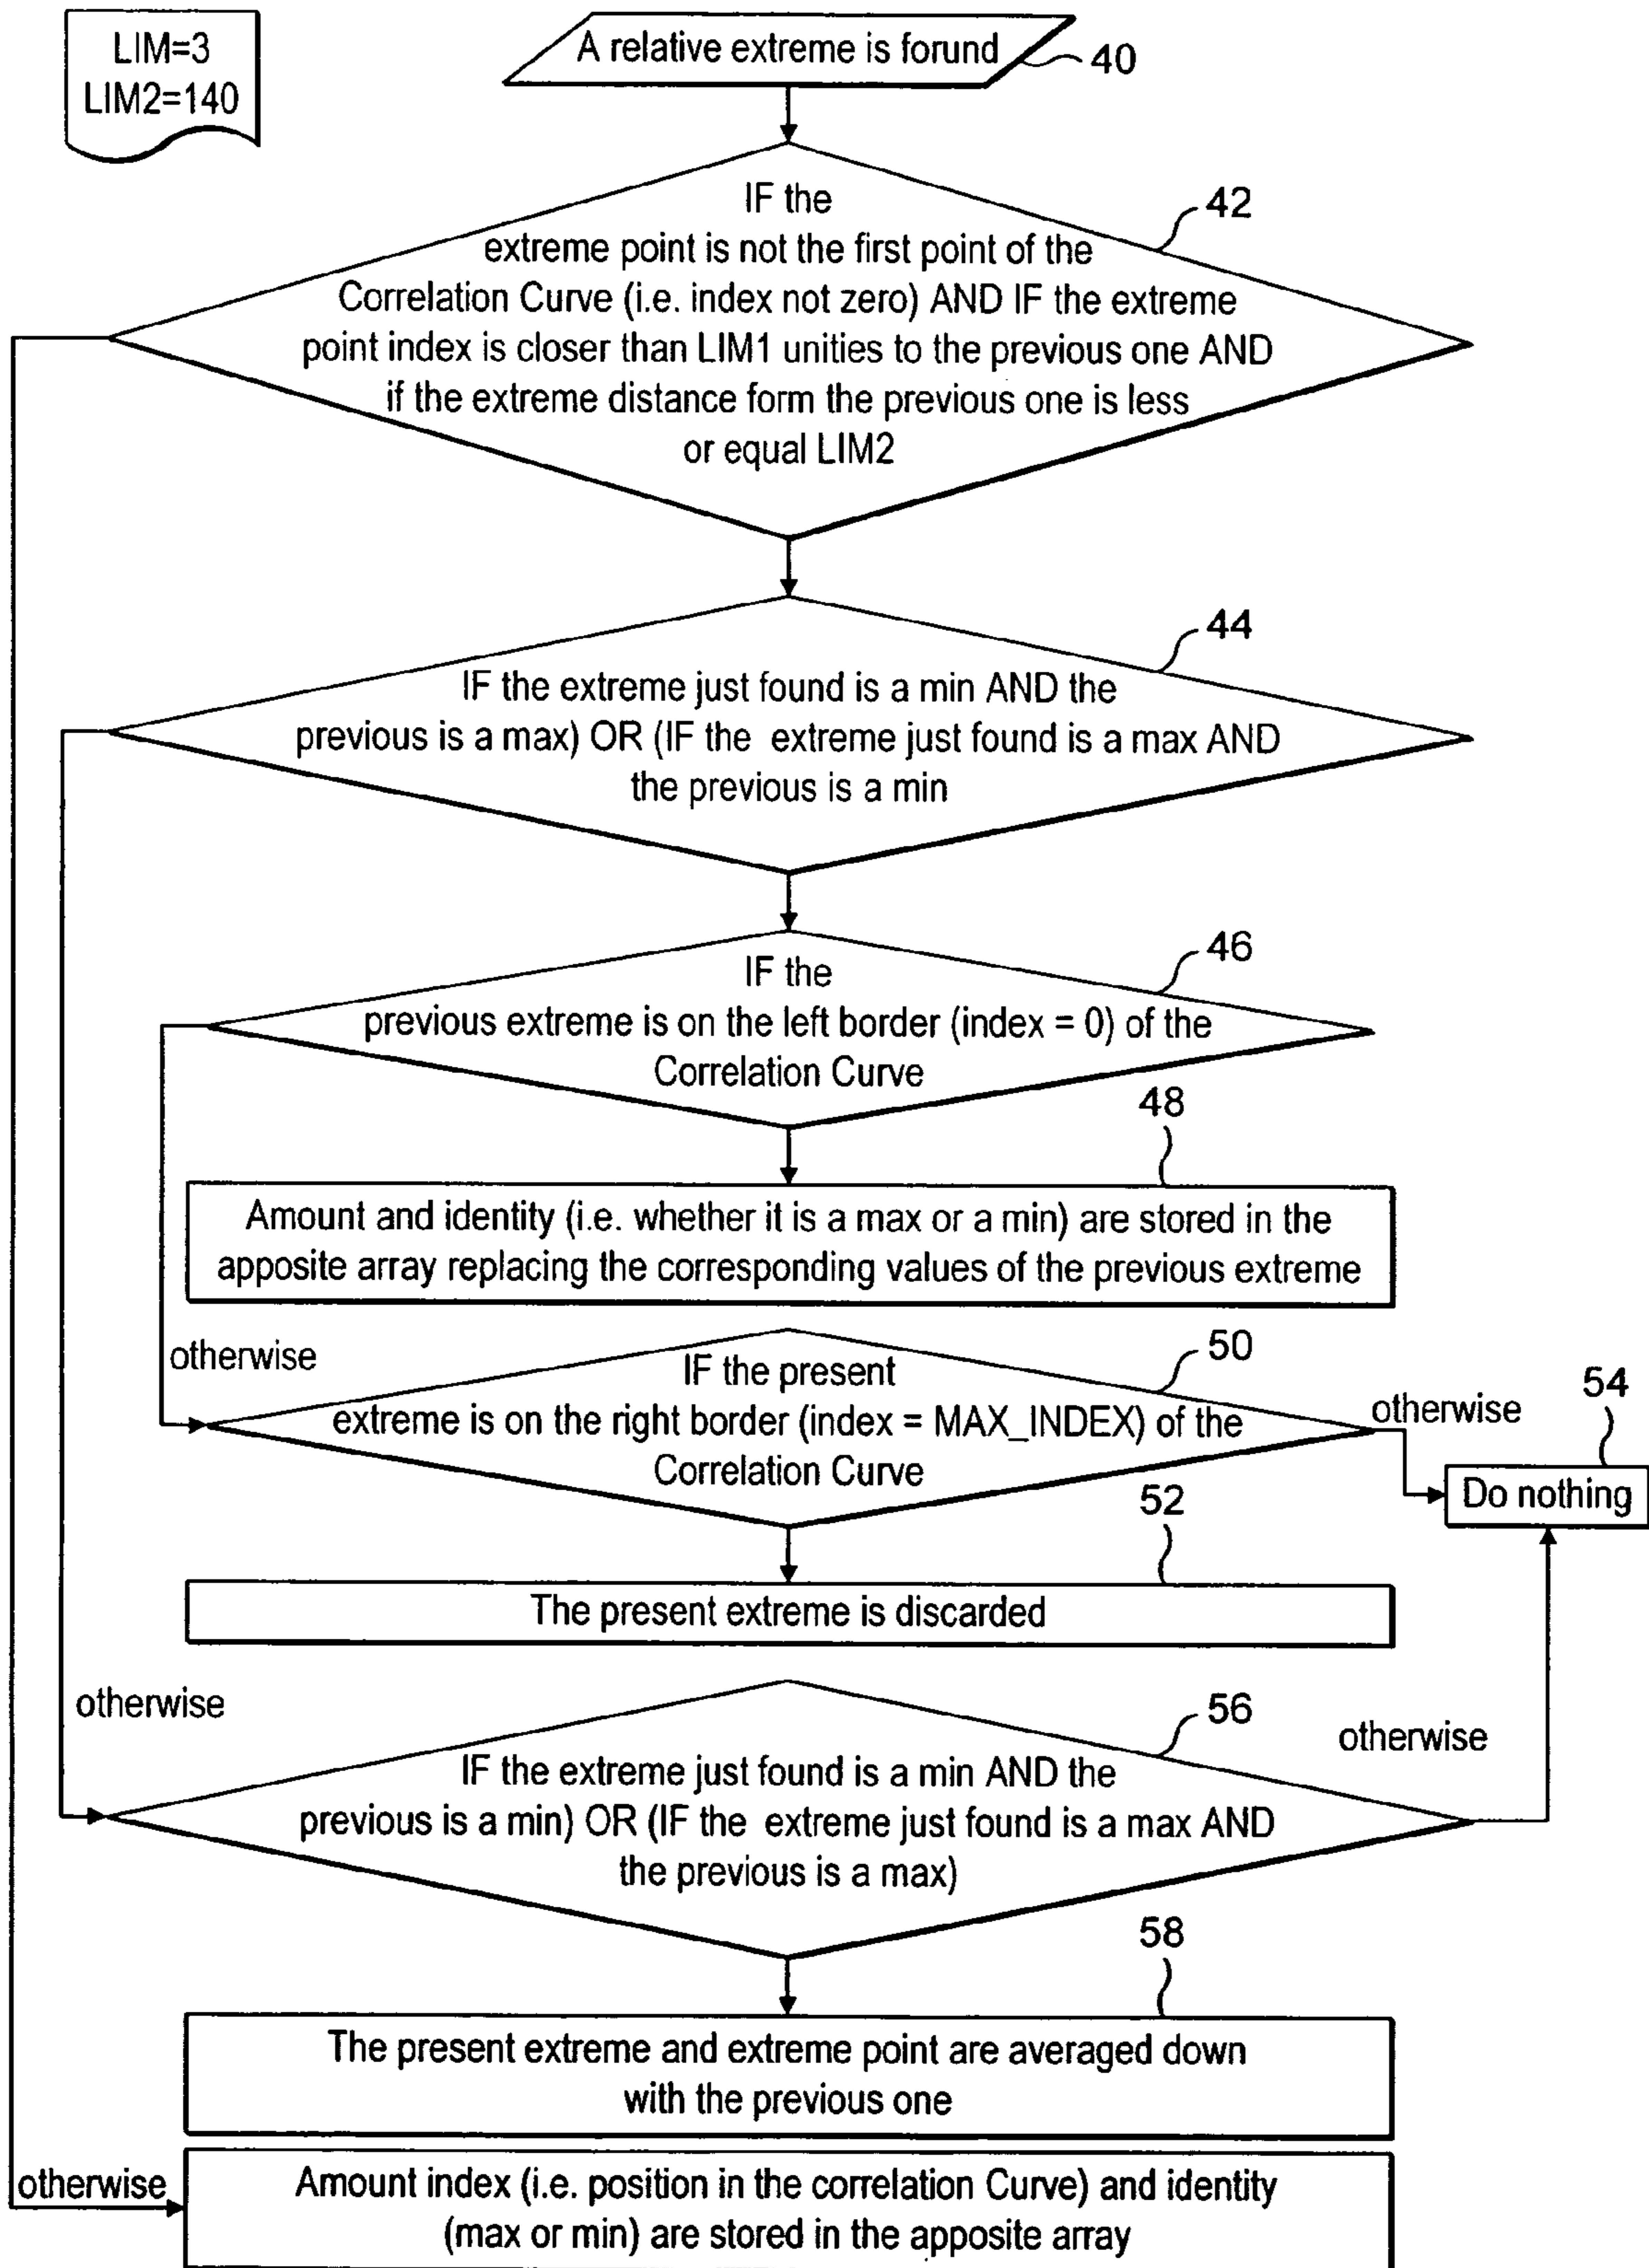 LIM=3
LIM2=140
A relative extreme is forund
40
IF the
extreme point is not the first point of the
Correlation Curve (i.e. index not zero) AND IF the extreme
point index is closer than LIM1 unities to the previous one AND
if the extreme distance form the previous one is less
or equal LIM2
42
IF the extreme just found is a min AND the
previous is a max) OR (IF the extreme just found is a max AND
the previous is a min
44
IF the
previous extreme is on the left border (index = 0) of the
Correlation Curve
46
48
Amount and identity (i.e. whether it is a max or a min) are stored in the
apposite array replacing the corresponding values of the previous extreme
otherwise
IF the present
extreme is on the right border (index = MAX_INDEX) of the
Correlation Curve
50
otherwise
54
Do nothing
52
The present extreme is discarded
otherwise
IF the extreme just found is a min AND the
previous is a min) OR (IF the extreme just found is a max AND
the previous is a max)
56
otherwise
58
The present extreme and extreme point are averaged down
with the previous one
otherwise
Amount index (i.e. position in the correlation Curve) and identity
(max or min) are stored in the apposite array